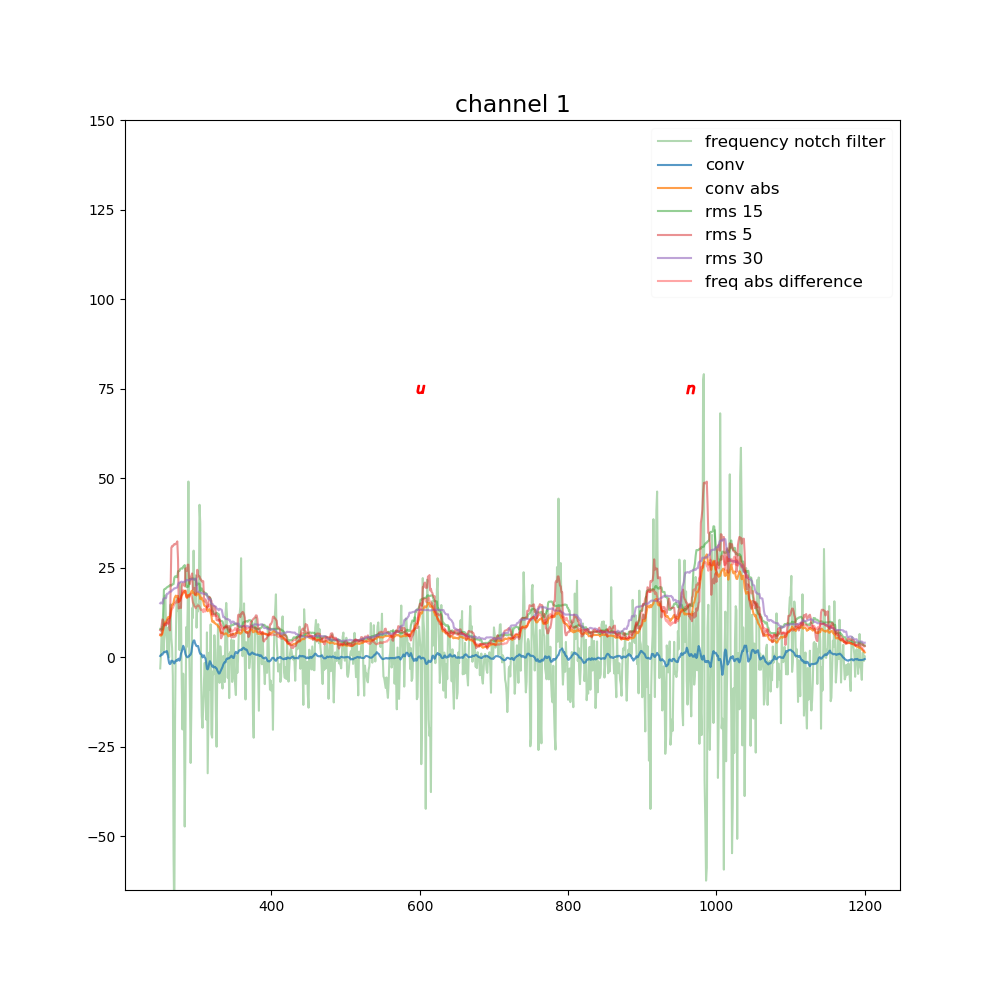 channel 1
150
125
100
75
50
25
0
−25
−50
frequency notch filter
conv
conv abs
rms 15
rms 5
rms 30
freq abs difference
u
n
400
600
800
1000
1200